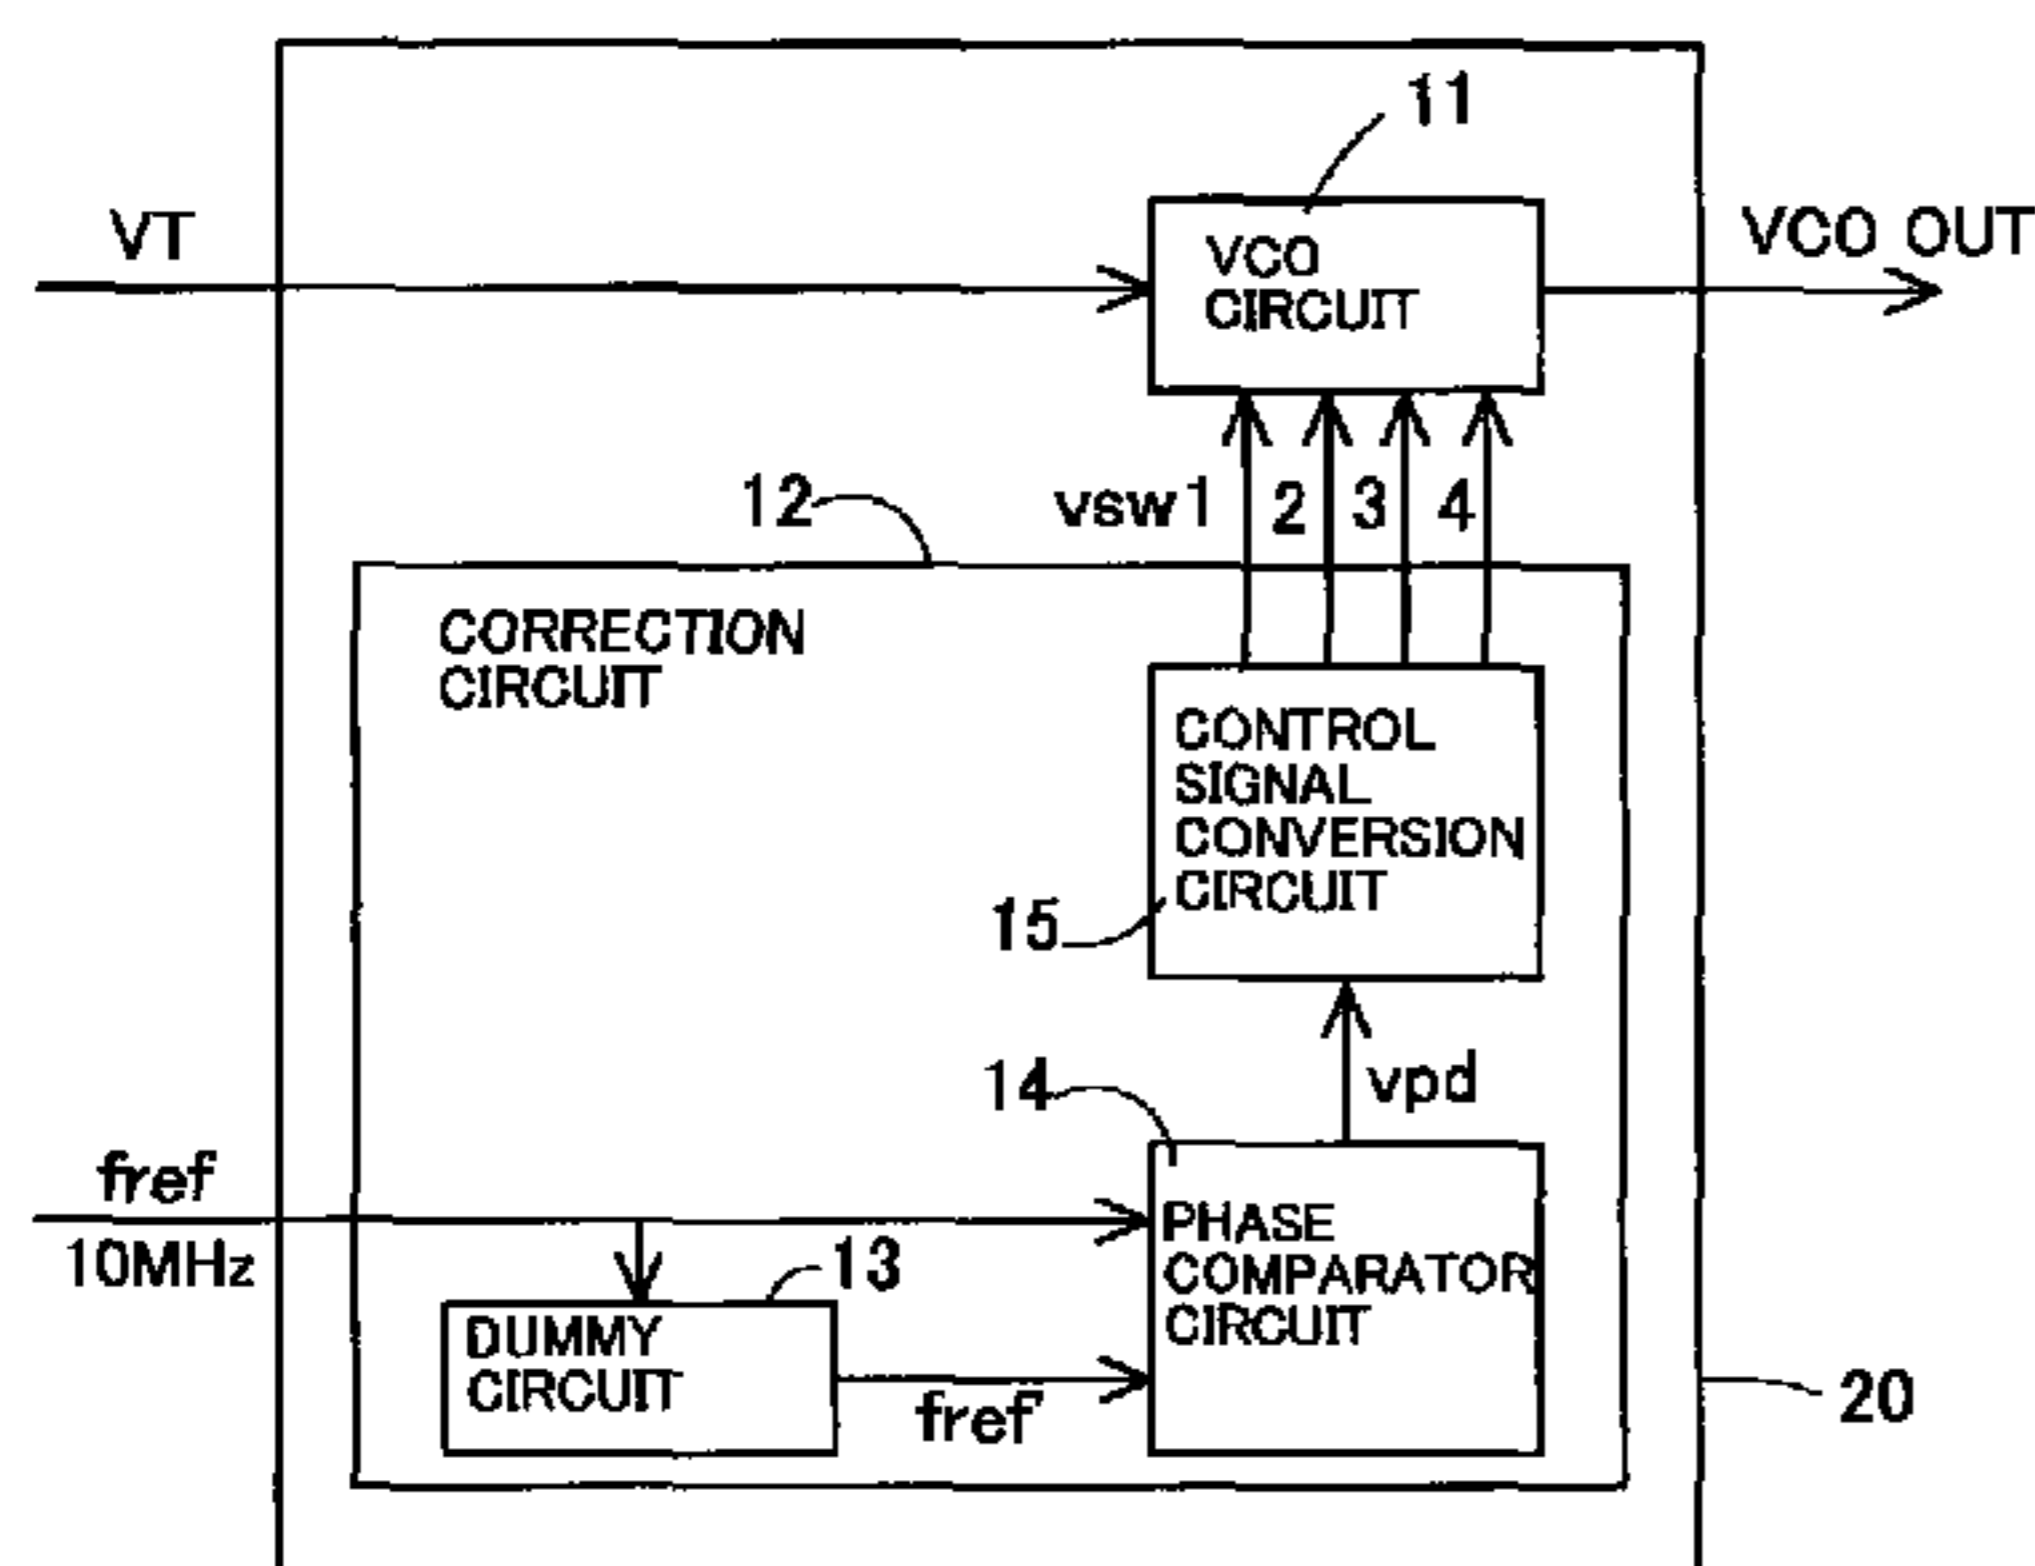 11
VT
VCO OUT
VCO
CIRCUIT
12
vsw1 2 3 4
CORRECTION
CIRCUIT
CONTROL
SIGNAL
CONVERSION
CIRCUIT
15
14
vpd
fref
10MHz
PHASE
COMPARATOR
CIRCUIT
13
DUMMY
CIRCUIT
fref'
20